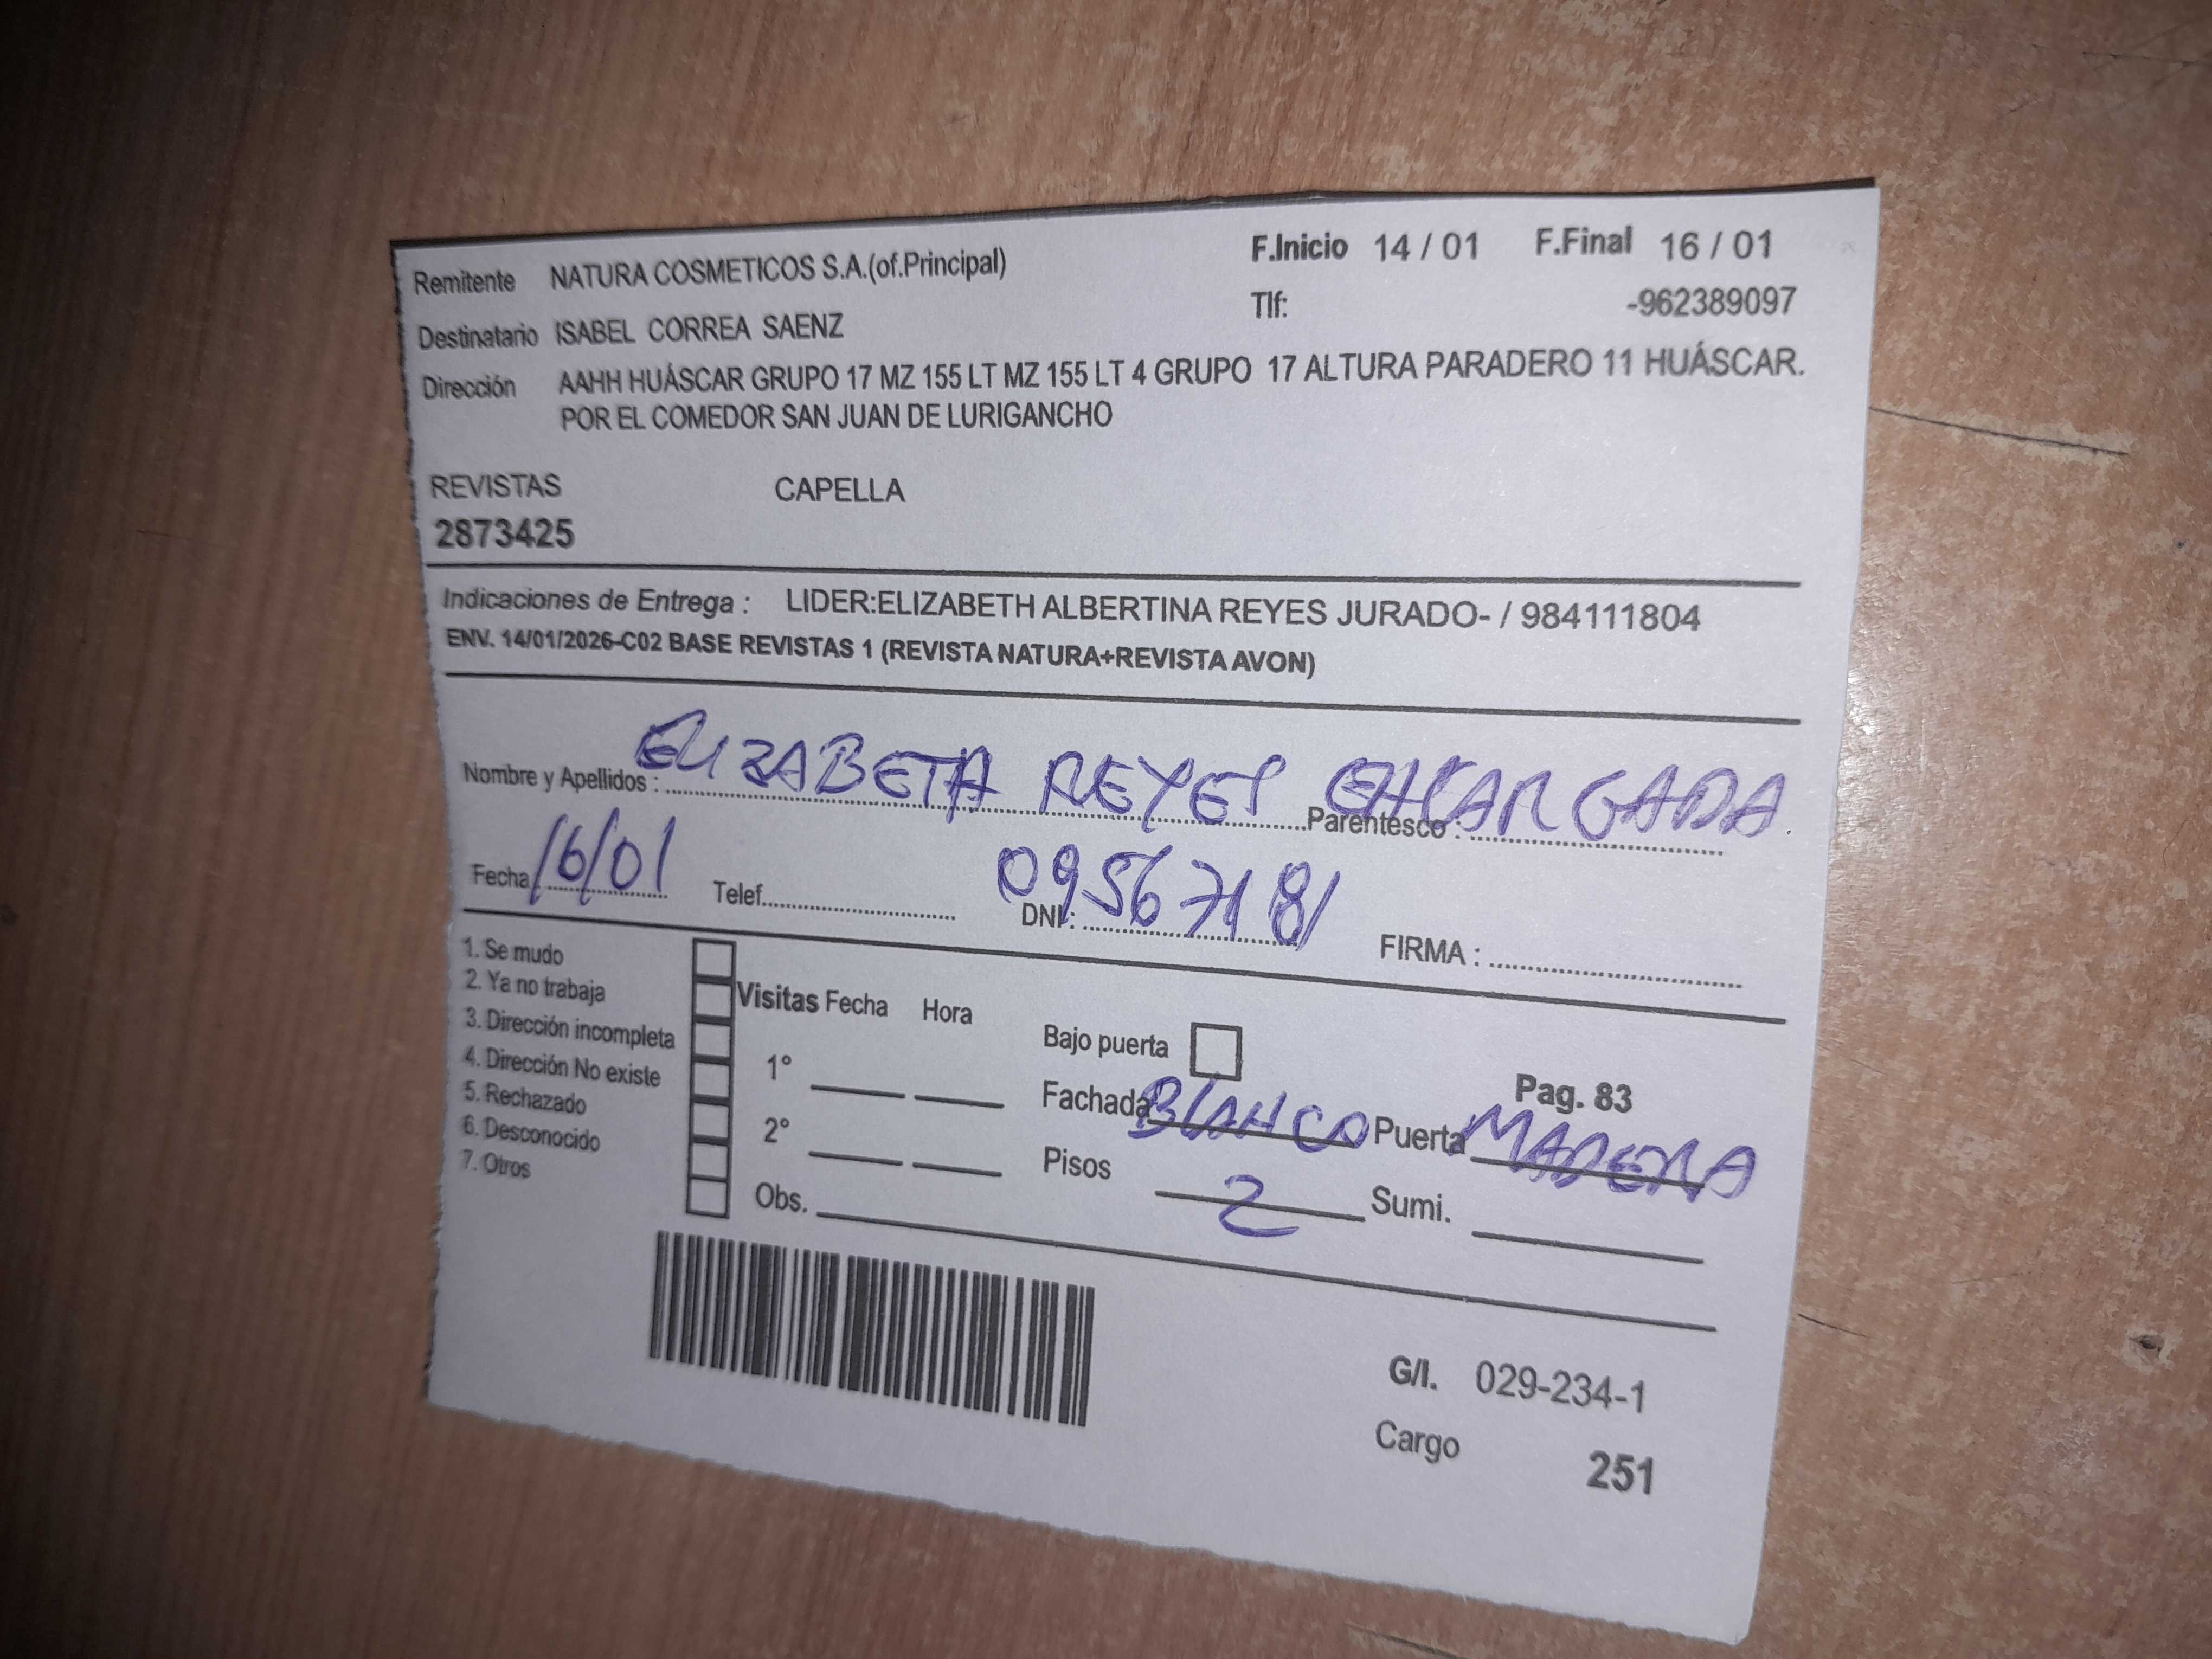 Remitente NATURA COSMETICOS S.A.(of.Principal) F.Inicio 14 / 01 F.Final 16 / 01
Tlf: -962389097
Destinatario ISABEL CORREA SAENZ
Dirección AAHH HUÁSCAR GRUPO 17 MZ 155 LT MZ 155 LT 4 GRUPO 17 ALTURA PARADERO 11 HUÁSCAR.
POR EL COMEDOR SAN JUAN DE LURIGANCHO
REVISTAS CAPELLA
2873425
Indicaciones de Entrega : LIDER:ELIZABETH ALBERTINA REYES JURADO- / 984111804
ENV. 14/01/2026-C02 BASE REVISTAS 1 (REVISTA NATURA+REVISTA AVON)
Nombre y Apellidos : ELIZABETA REYES Parentesco : ENCARGADA
Fecha 16/01 Telef. DNI : 09567181 FIRMA :
1. Se mudo
2. Ya no trabaja
3. Dirección incompleta
4. Dirección No existe
5. Rechazado
6. Desconocido
7. Otros
Visitas Fecha Hora
1°
2°
Obs.
Bajo puerta
Pag. 83
Fachada BLANCO Puerta MADERA
Pisos 2 Sumi.
G/I. 029-234-1
Cargo 251